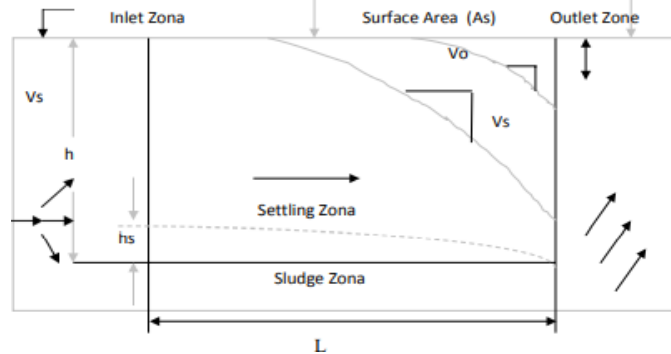 Inlet Zona
Surface Area (As)
Outlet Zone
Vo
Vs
Vs
h
Settling Zona
hs
Sludge Zona
L